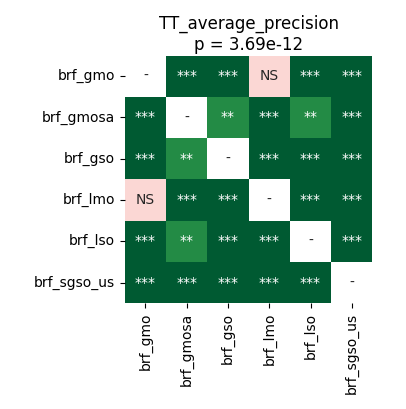 TT_average_precision
p = 3.69e-12
brf_gmo - *** *** NS *** ***
brf_gmosa *** - ** *** ** ***
brf_gso *** ** - *** *** ***
brf_lmo NS *** *** - *** ***
brf_lso *** ** *** *** - ***
brf_sgso_us *** *** *** *** *** -
brf_gmo
brf_gmosa
brf_gso
brf_lmo
brf_lso
brf_sgso_us